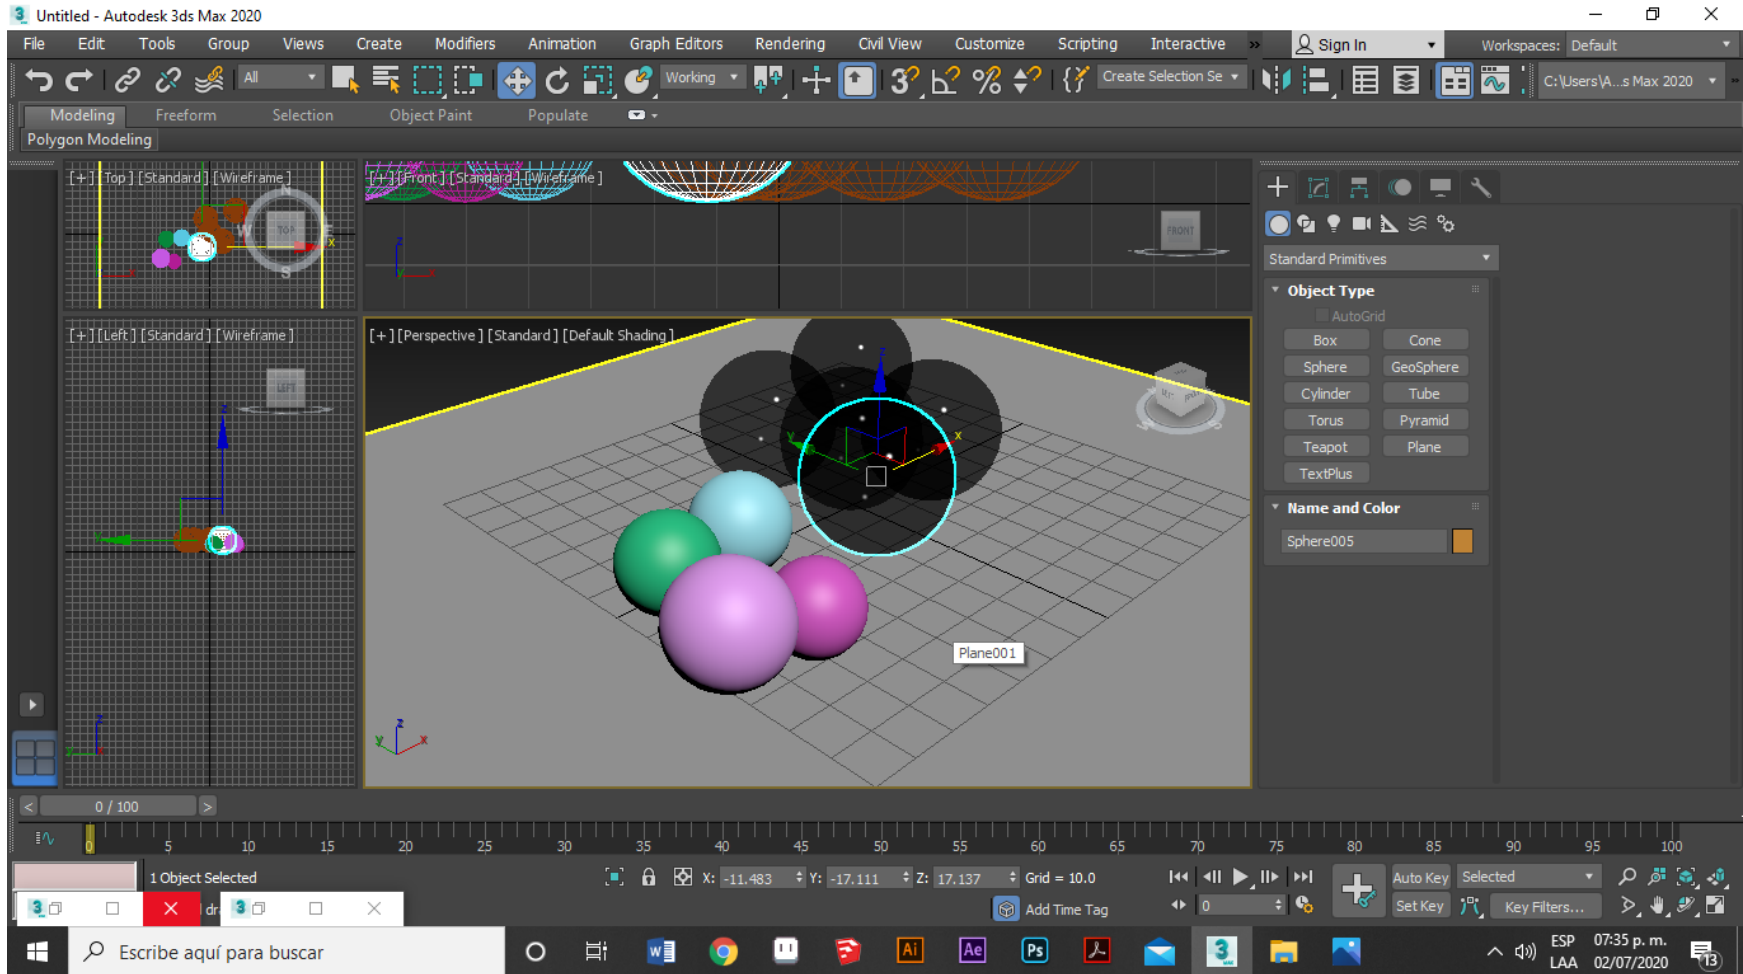 Untitled - Autodesk 3ds Max 2020
File Edit Tools Group Views Create Modifiers Animation Graph Editors Rendering Civil View Customize Scripting Interactive Sign In Workspaces: Default
All Working Create Selection Se C:\Users\A...s Max 2020
Modeling Freeform Selection Object Paint Populate
Polygon Modeling
[+] [Top] [Standard] [Wireframe]
N
W TOP E
S
x
[+] [Front] [Standard] [Wireframe]
FRONT
z
[+] [Left] [Standard] [Wireframe]
LEFT
z
y
[+] [Perspective] [Standard] [Default Shading]
z
y
x
Plane001
z
y x
Standard Primitives
Object Type
AutoGrid
Box Cone
Sphere GeoSphere
Cylinder Tube
Torus Pyramid
Teapot Plane
TextPlus
Name and Color
Sphere005
< 0 / 100 >
0 5 10 15 20 25 30 35 40 45 50 55 60 65 70 75 80 85 90 95 100
1 Object Selected X: -11.483 Y: -17.111 Z: 17.137 Grid = 10.0 Auto Key Selected
Add Time Tag 0 Set Key Key Filters...
Escribe aquí para buscar
ESP 07:35 p. m.
LAA 02/07/2020
13